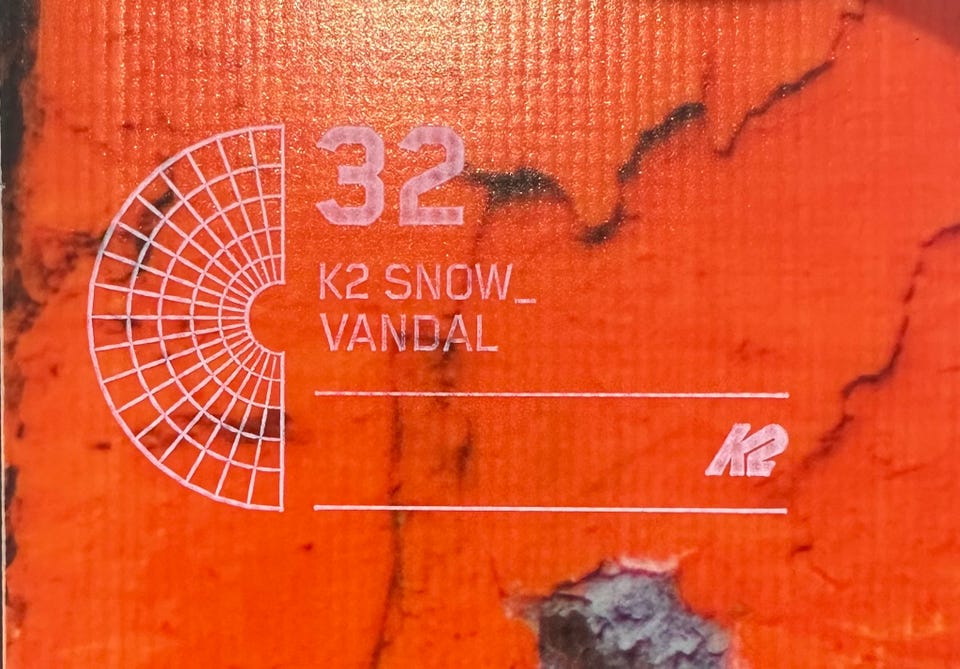 32
K2 SNOW_
VANDAL
K2